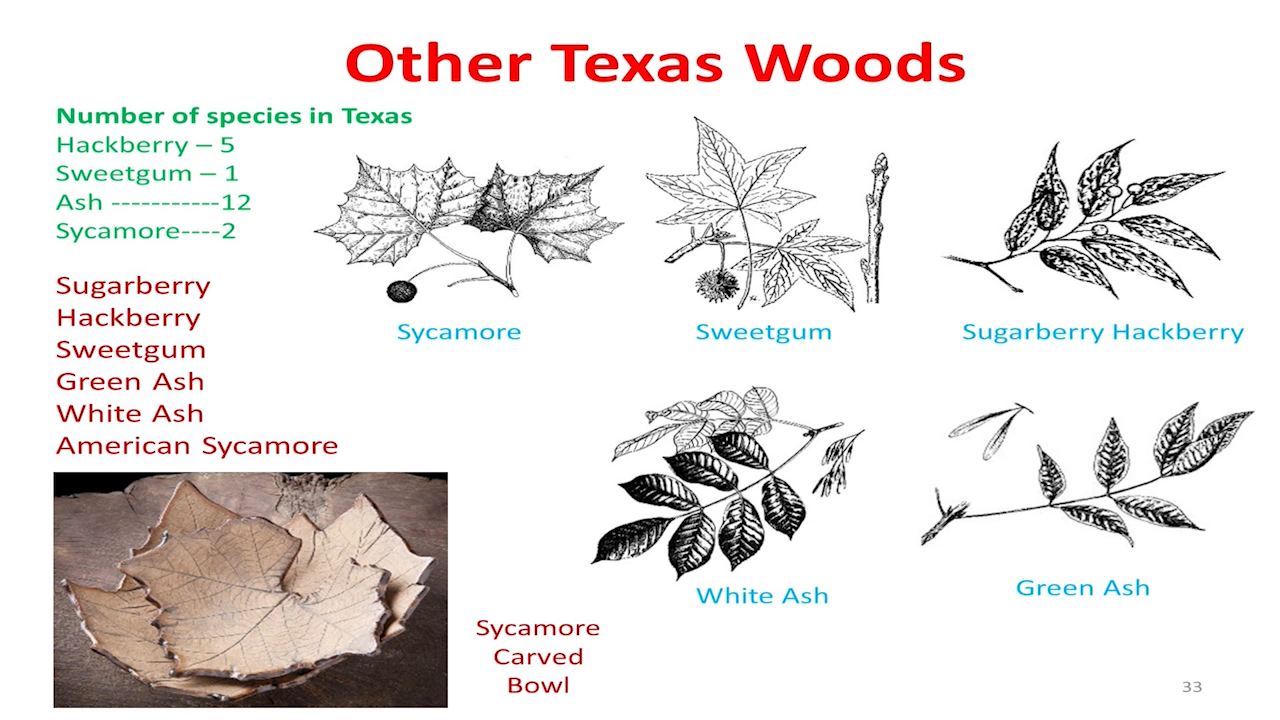 Other Texas Woods
Number of species in Texas
Hackberry – 5
Sweetgum – 1
Ash -----------12
Sycamore----2
Sugarberry
Hackberry
Sweetgum
Green Ash
White Ash
American Sycamore
Sycamore
Sweetgum
Sugarberry Hackberry
White Ash
Green Ash
Sycamore
Carved
Bowl
33